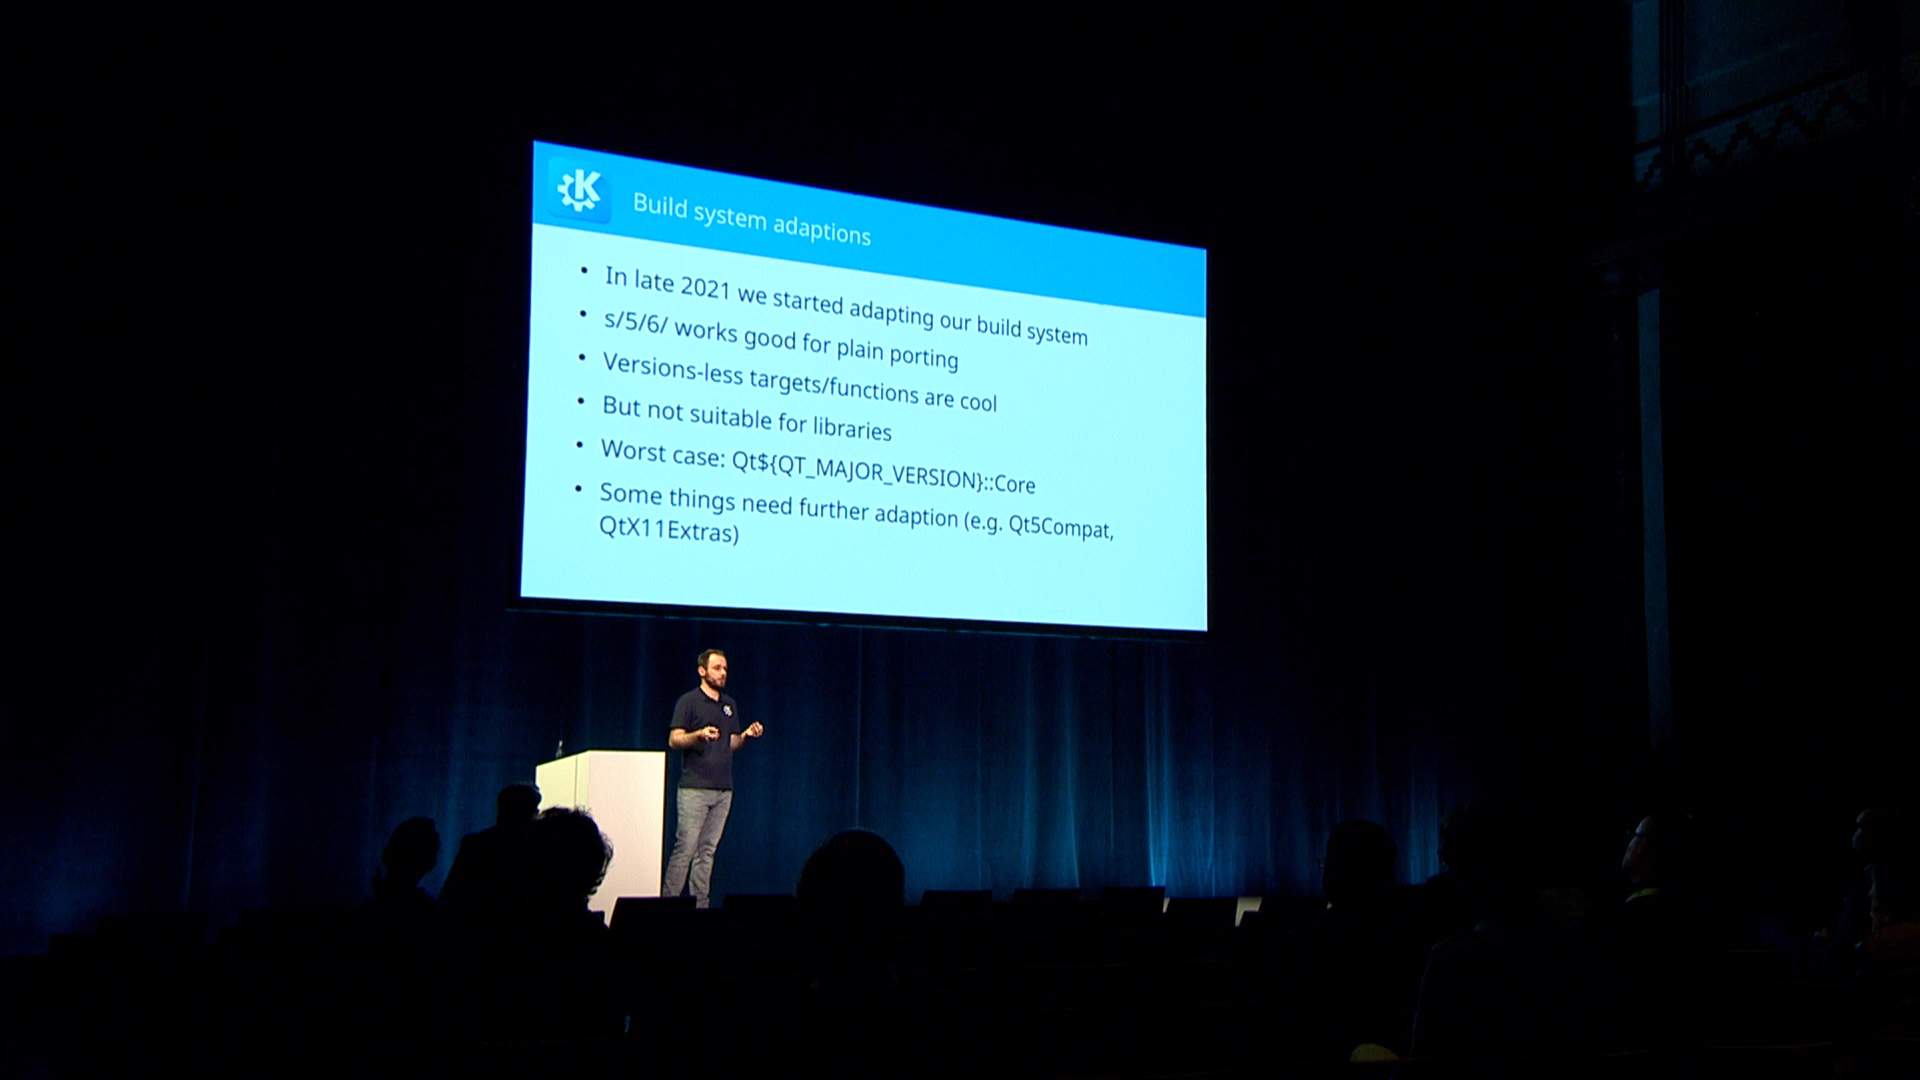 Build system adaptions
• In late 2021 we started adapting our build system
• s/5/6/ works good for plain porting
• Versions-less targets/functions are cool
• But not suitable for libraries
• Worst case: Qt${QT_MAJOR_VERSION}::Core
• Some things need further adaption (e.g. Qt5Compat,
QtX11Extras)